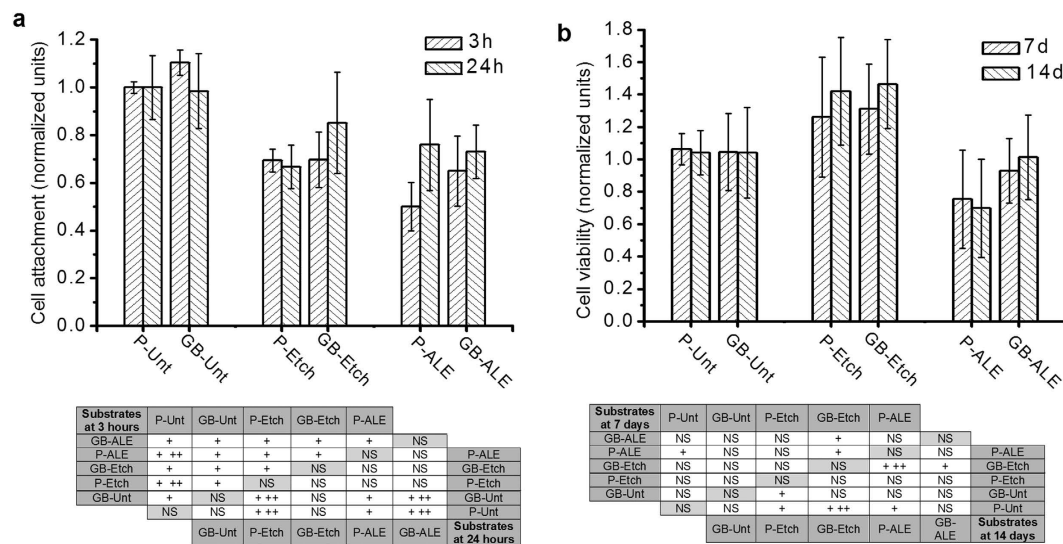 a
Cell attachment (normalized units)
1.2
1.0
0.8
0.6
0.4
0.2
0.0
3h
24h
P-Unt
GB-Unt
P-Etch
GB-Etch
P-ALE
GB-ALE
Substrates at 3 hours P-Unt GB-Unt P-Etch GB-Etch P-ALE
GB-ALE + + + + + NS
P-ALE + ++ + + + NS NS P-ALE
GB-Etch + + + NS NS NS GB-Etch
P-Etch + ++ + NS NS NS NS P-Etch
GB-Unt + NS + ++ NS + + ++ GB-Unt
NS NS + ++ NS + + ++ P-Unt
GB-Unt P-Etch GB-Etch P-ALE GB-ALE Substrates at 24 hours
b
Cell viability (normalized units)
1.8
1.6
1.4
1.2
1.0
0.8
0.6
0.4
0.2
0.0
7d
14d
P-Unt
GB-Unt
P-Etch
GB-Etch
P-ALE
GB-ALE
Substrates at 7 days P-Unt GB-Unt P-Etch GB-Etch P-ALE
GB-ALE NS NS NS + NS NS
P-ALE + NS NS + NS NS P-ALE
GB-Etch NS NS NS NS + ++ + GB-Etch
P-Etch NS NS NS NS NS NS P-Etch
GB-Unt NS NS + NS NS NS GB-Unt
NS NS + + ++ + NS P-Unt
GB-Unt P-Etch GB-Etch P-ALE GB-ALE Substrates at 14 days